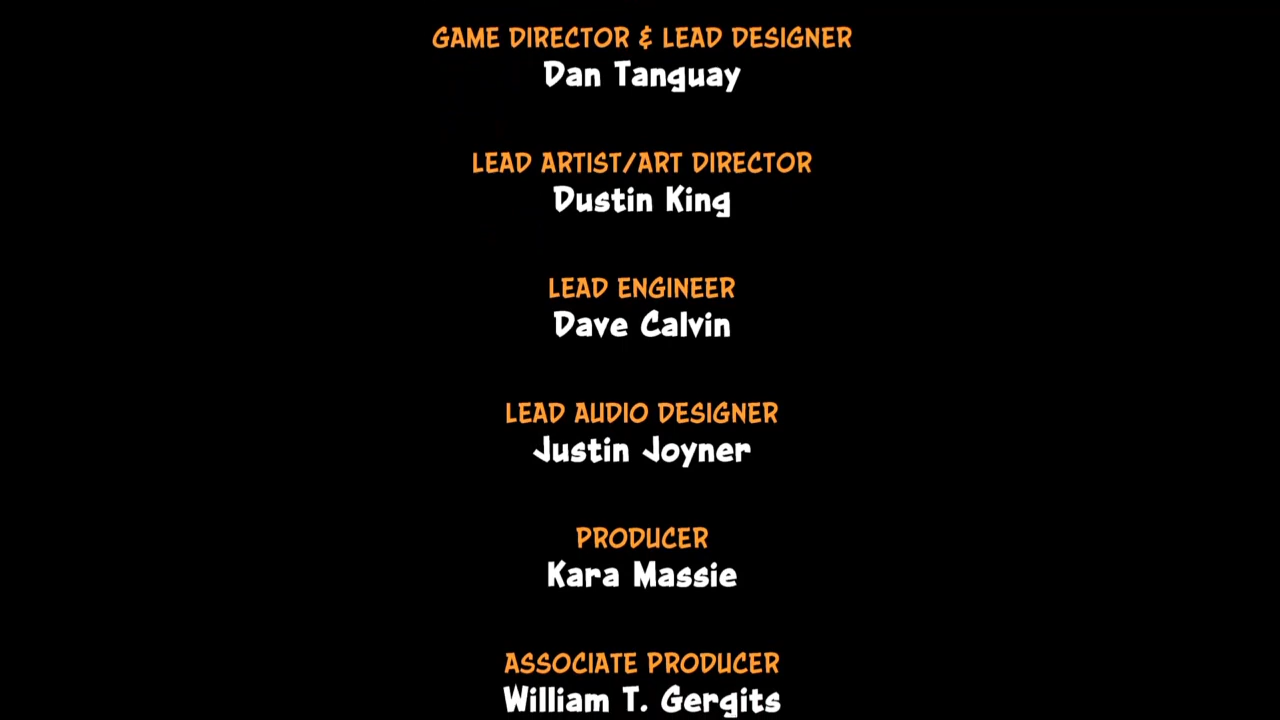 GAME DIRECTOR & LEAD DESIGNER
Dan Tanguay
LEAD ARTIST/ART DIRECTOR
Dustin King
LEAD ENGINEER
Dave Calvin
LEAD AUDIO DESIGNER
Justin Joyner
PRODUCER
Kara Massie
ASSOCIATE PRODUCER
William T. Gergits